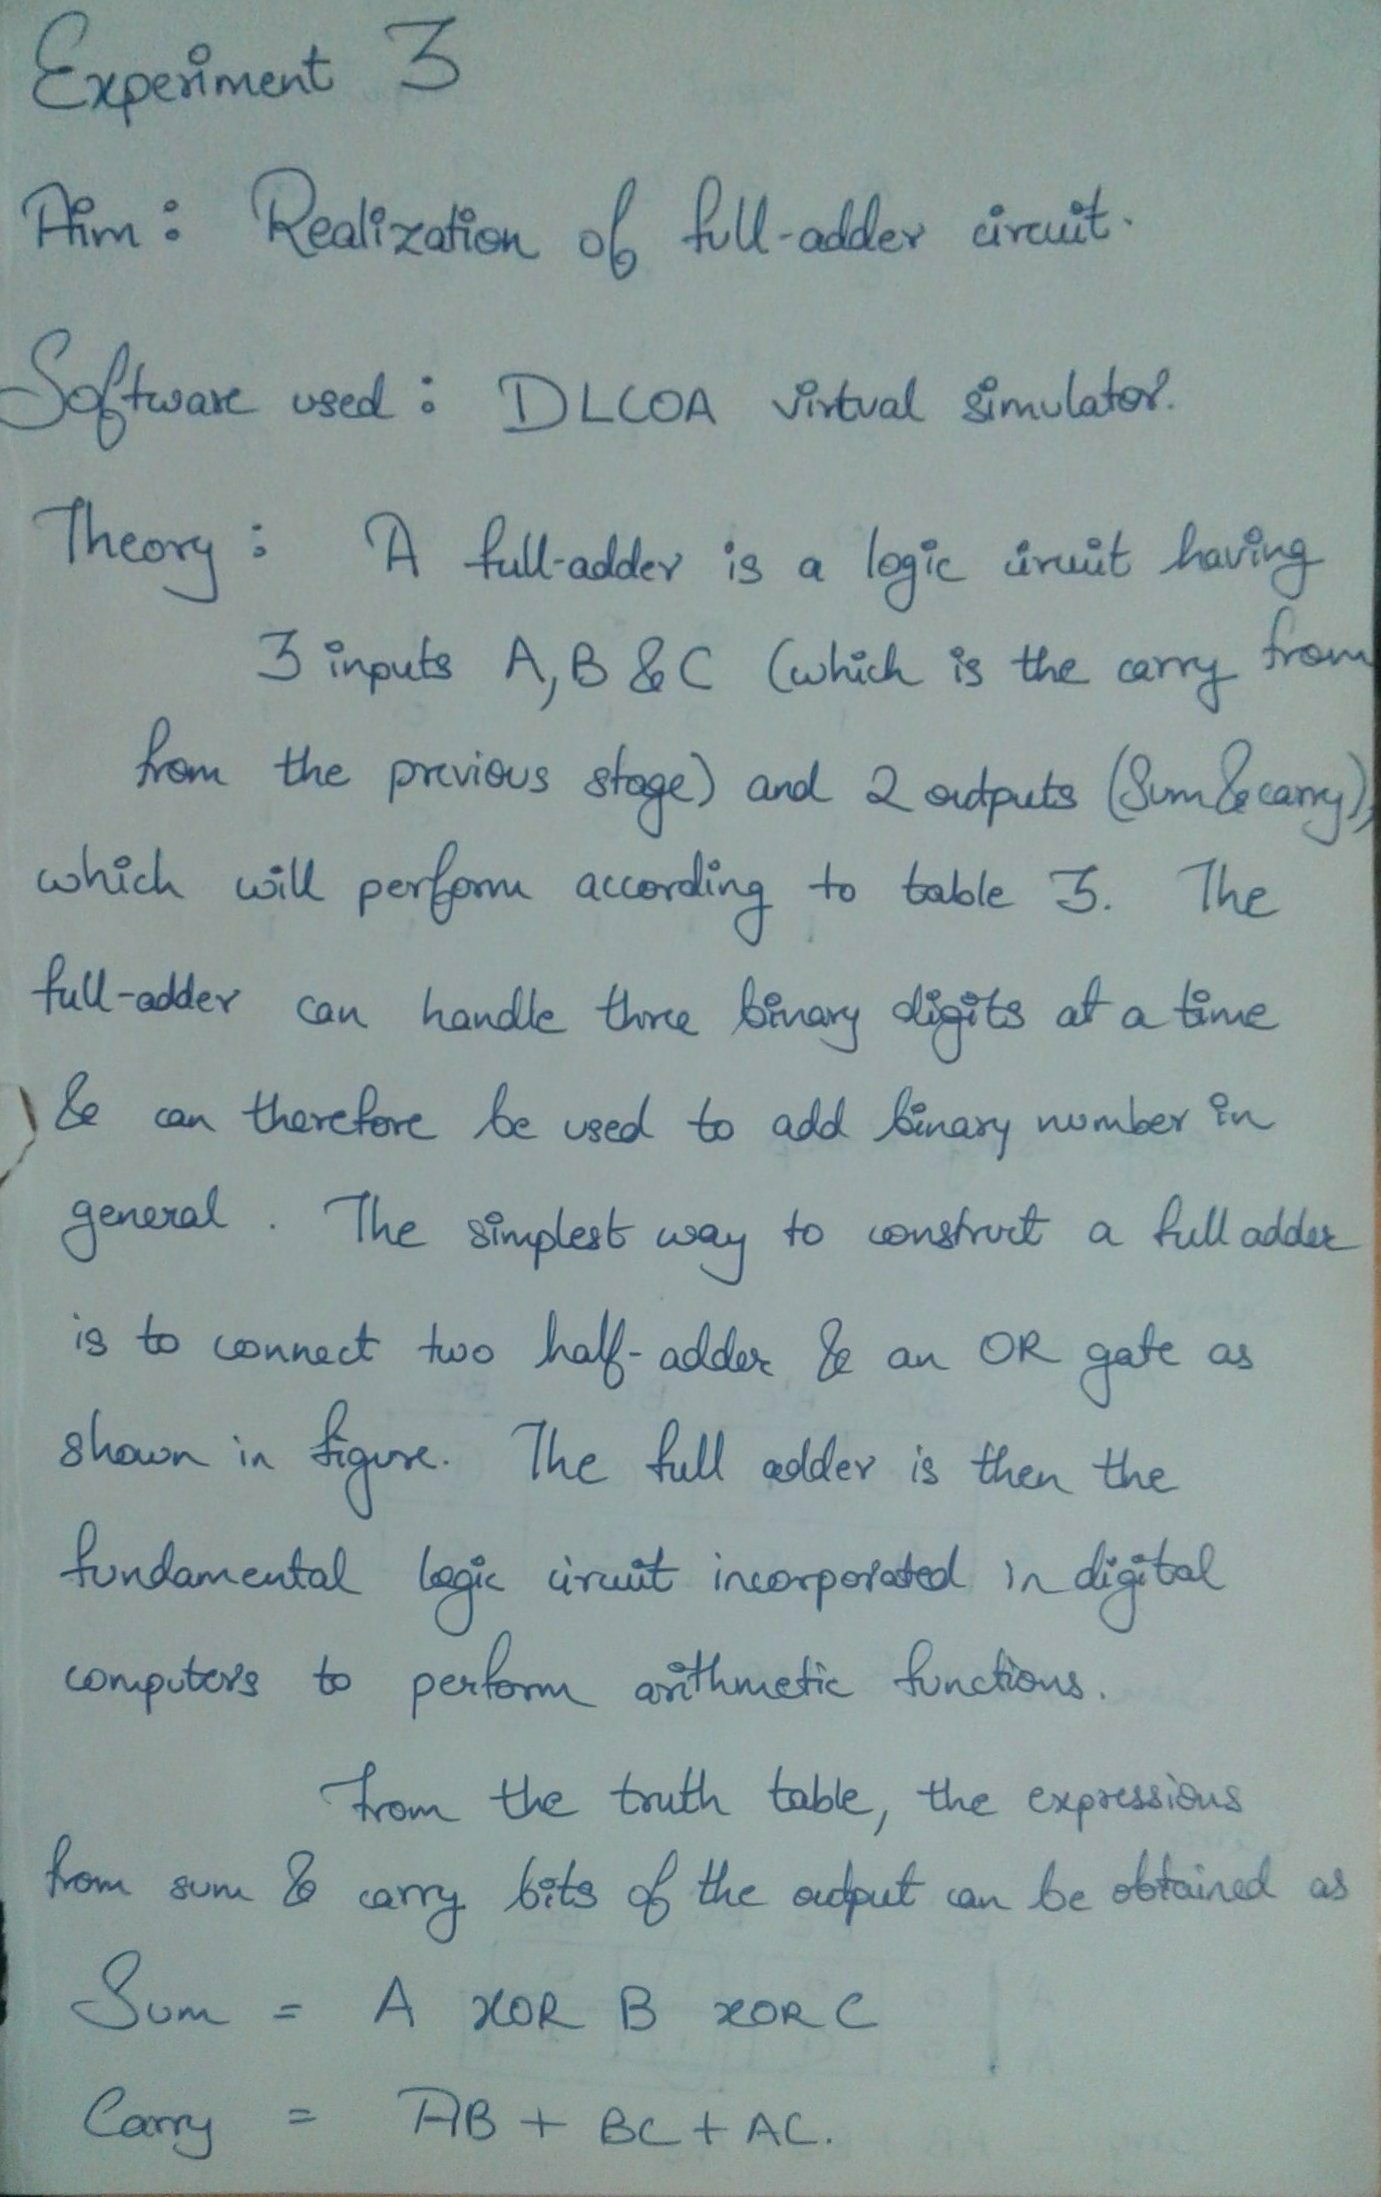 Experiment 3
Aim : Realization of full-adder circuit.
Software used : DLCOA virtual simulator.
Theory : A full-adder is a logic circuit having
3 inputs A, B & C (which is the carry from
from the previous stage) and 2 outputs (Sum & carry),
which will perform according to table 3. The
full-adder can handle three binary digits at a time
& can therefore be used to add binary number in
general. The simplest way to construct a full adder
is to connect two half-adder & an OR gate as
shown in figure. The full adder is then the
fundamental logic circuit incorporated in digital
computers to perform arithmetic functions.
From the truth table, the expressions
from sum & carry bits of the output can be obtained as
Sum = A XOR B XOR C
Carry = AB + BC + AC.